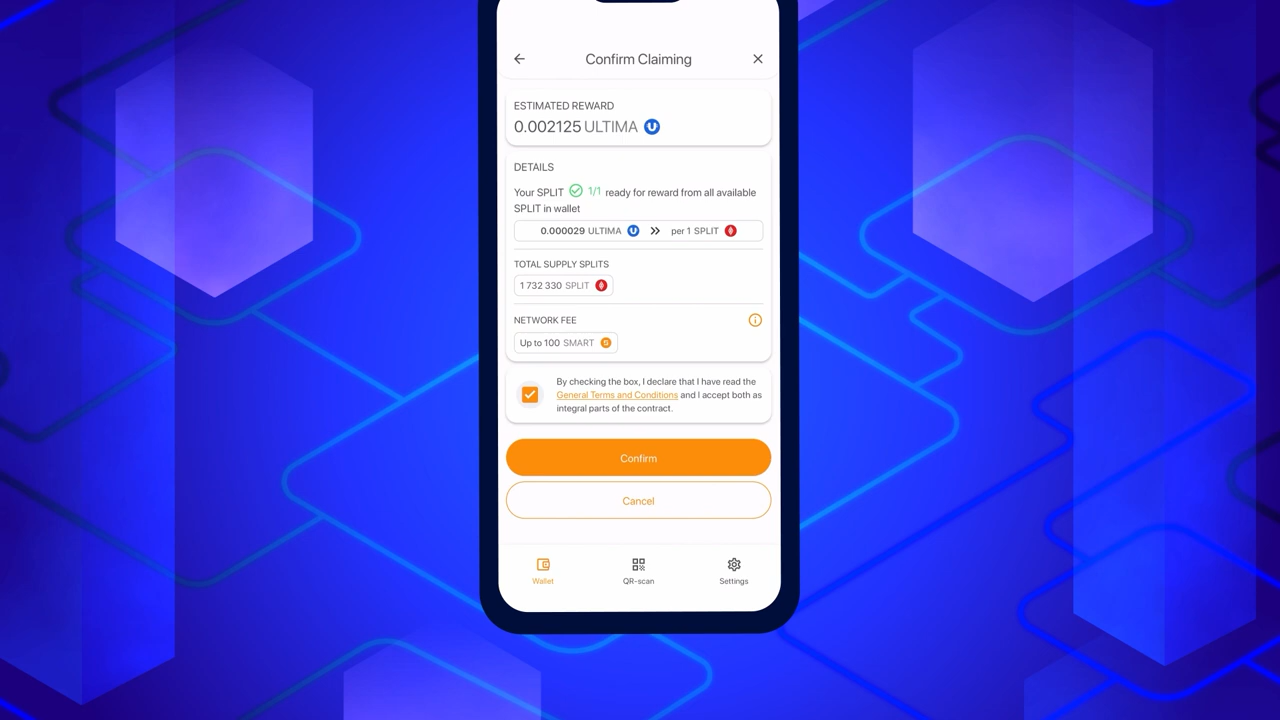 Confirm Claiming
ESTIMATED REWARD
0.002125 ULTIMA
DETAILS
Your SPLIT 1/1 ready for reward from all available
SPLIT in wallet
0.000029 ULTIMA per 1 SPLIT
TOTAL SUPPLY SPLITS
1 732 330 SPLIT
NETWORK FEE
Up to 100 SMART
By checking the box, I declare that I have read the
General Terms and Conditions and I accept both as
integral parts of the contract.
Confirm
Cancel
Wallet QR-scan Settings